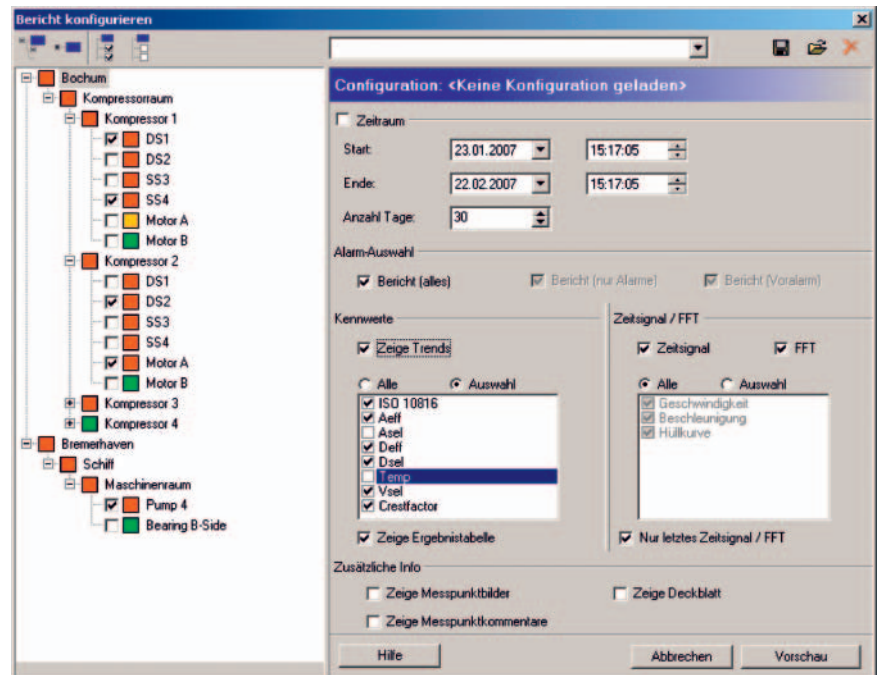 Bericht konfigurieren
Bochum
Kompressorraum
Kompressor 1
DS1
DS2
SS3
SS4
Motor A
Motor B
Kompressor 2
DS1
DS2
SS3
SS4
Motor A
Motor B
Kompressor 3
Kompressor 4
Bremerhaven
Schiff
Maschinenraum
Pump 4
Bearing B-Side
Configuration: <Keine Konfiguration geladen>
Zeitraum
Start: 23.01.2007 15:17:05
Ende: 22.02.2007 15:17:05
Anzahl Tage: 30
Alarm-Auswahl
Bericht (alles) Bericht (nur Alarme) Bericht (Voralarm)
Kennwerte
Zeige Trends
Alle Auswahl
ISO 10816
Aeff
Asel
Deff
Dsel
Temp
Vsel
Crestfactor
Zeige Ergebnistabelle
Zeitsignal / FFT
Zeitsignal FFT
Alle Auswahl
Geschwindigkeit
Beschleunigung
Hüllkurve
Nur letztes Zeitsignal / FFT
Zusätzliche Info
Zeige Messpunktbilder Zeige Deckblatt
Zeige Messpunktkommentare
Hilfe Abbrechen Vorschau